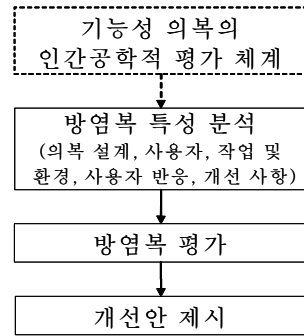 기능성 의복의
인간공학적 평가 체계
방염복 특성 분석
(의복 설계, 사용자, 작업 및
환경, 사용자 반응, 개선 사항)
방염복 평가
개선안 제시